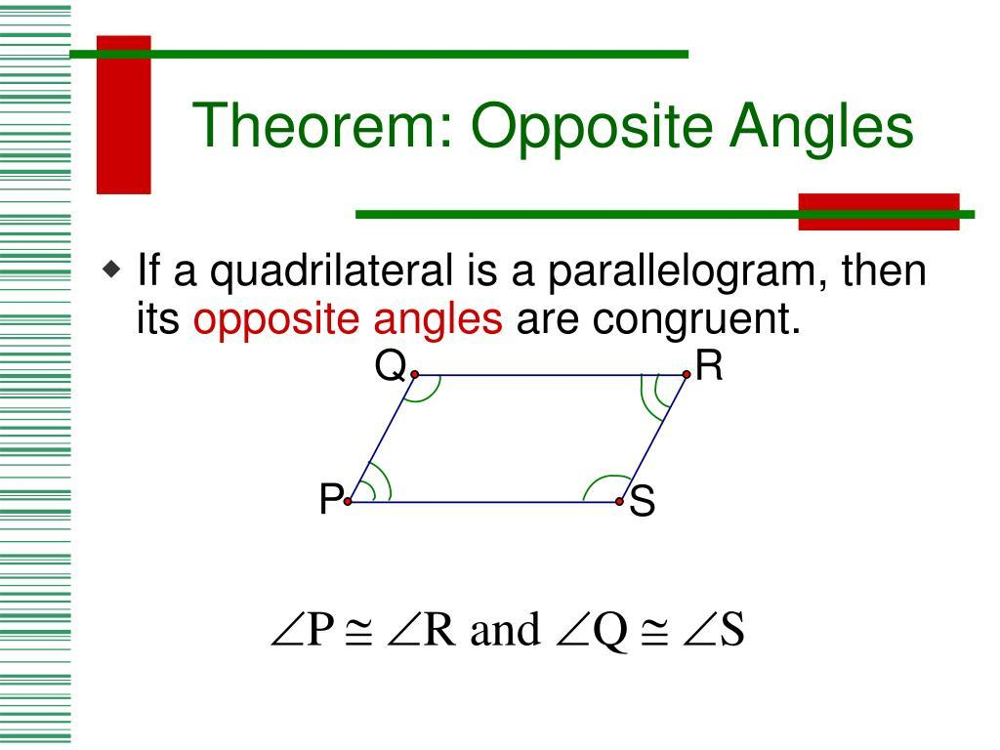 Theorem: Opposite Angles
◆ If a quadrilateral is a parallelogram, then
its opposite angles are congruent.
Q R
P S
∠P ≅ ∠R and ∠Q ≅ ∠S